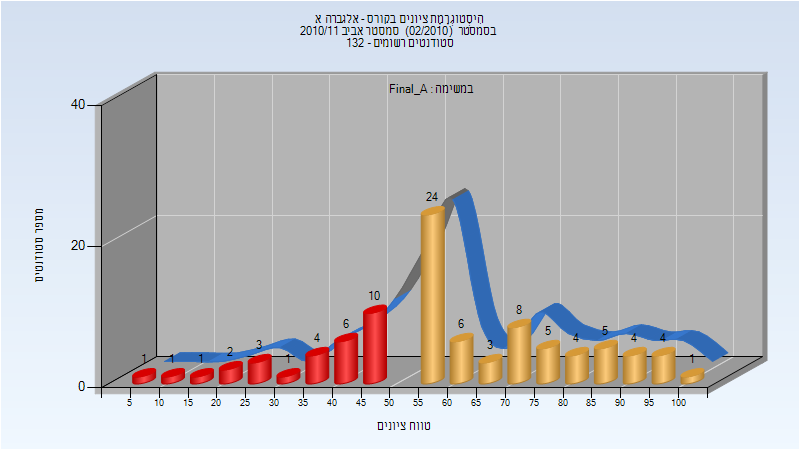 היסטוגרמת ציונים בקורס - אלגברה א
בסמסטר (02/2010) סמסטר אביב 2010/11
סטודנטים רשומים - 132
במשימה : Final_A
מספר סטודנטים
40
20
0
1 1 1 2 3 1 4 6 10 24 6 3 8 5 4 5 4 4 1
5 10 15 20 25 30 35 40 45 50 55 60 65 70 75 80 85 90 95 100
טווח ציונים